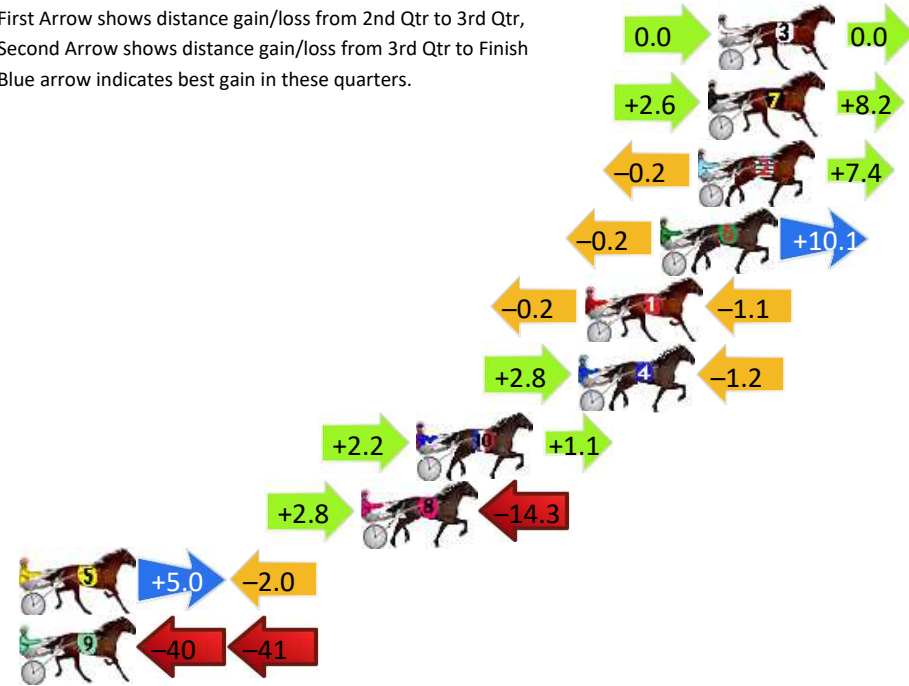 First Arrow shows distance gain/loss from 2nd Qtr to 3rd Qtr,
Second Arrow shows distance gain/loss from 3rd Qtr to Finish
Blue arrow indicates best gain in these quarters.
0.0 3 0.0
+2.6 7 +8.2
–0.2 2 +7.4
–0.2 6 +10.1
–0.2 1 –1.1
+2.8 4 –1.2
+2.2 10 +1.1
+2.8 8 –14.3
5 +5.0 –2.0
9 –40 –41